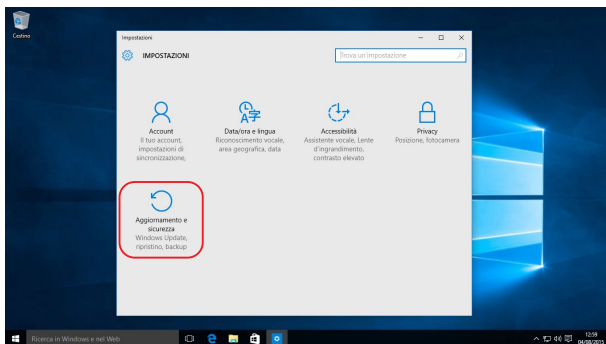 Cestino
Impostazioni
IMPOSTAZIONI
Trova un'impostazione
Account
Il tuo account,
impostazioni di
sincronizzazione,
Data/ora e lingua
Riconoscimento vocale,
area geografica, data
Accessibilità
Assistente vocale, Lente
d'ingrandimento,
contrasto elevato
Privacy
Posizione, fotocamera
Aggiornamento e
sicurezza
Windows Update,
ripristino, backup
Ricerca in Windows e nel Web
12:59
04/08/2015